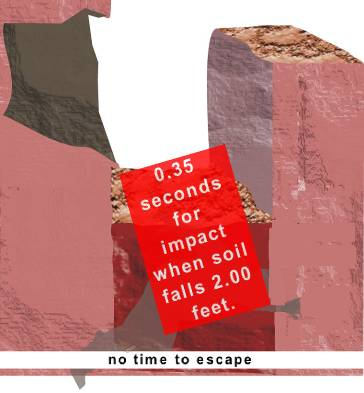 0.35
seconds
for
impact
when soil
falls 2.00
feet.
no time to escape